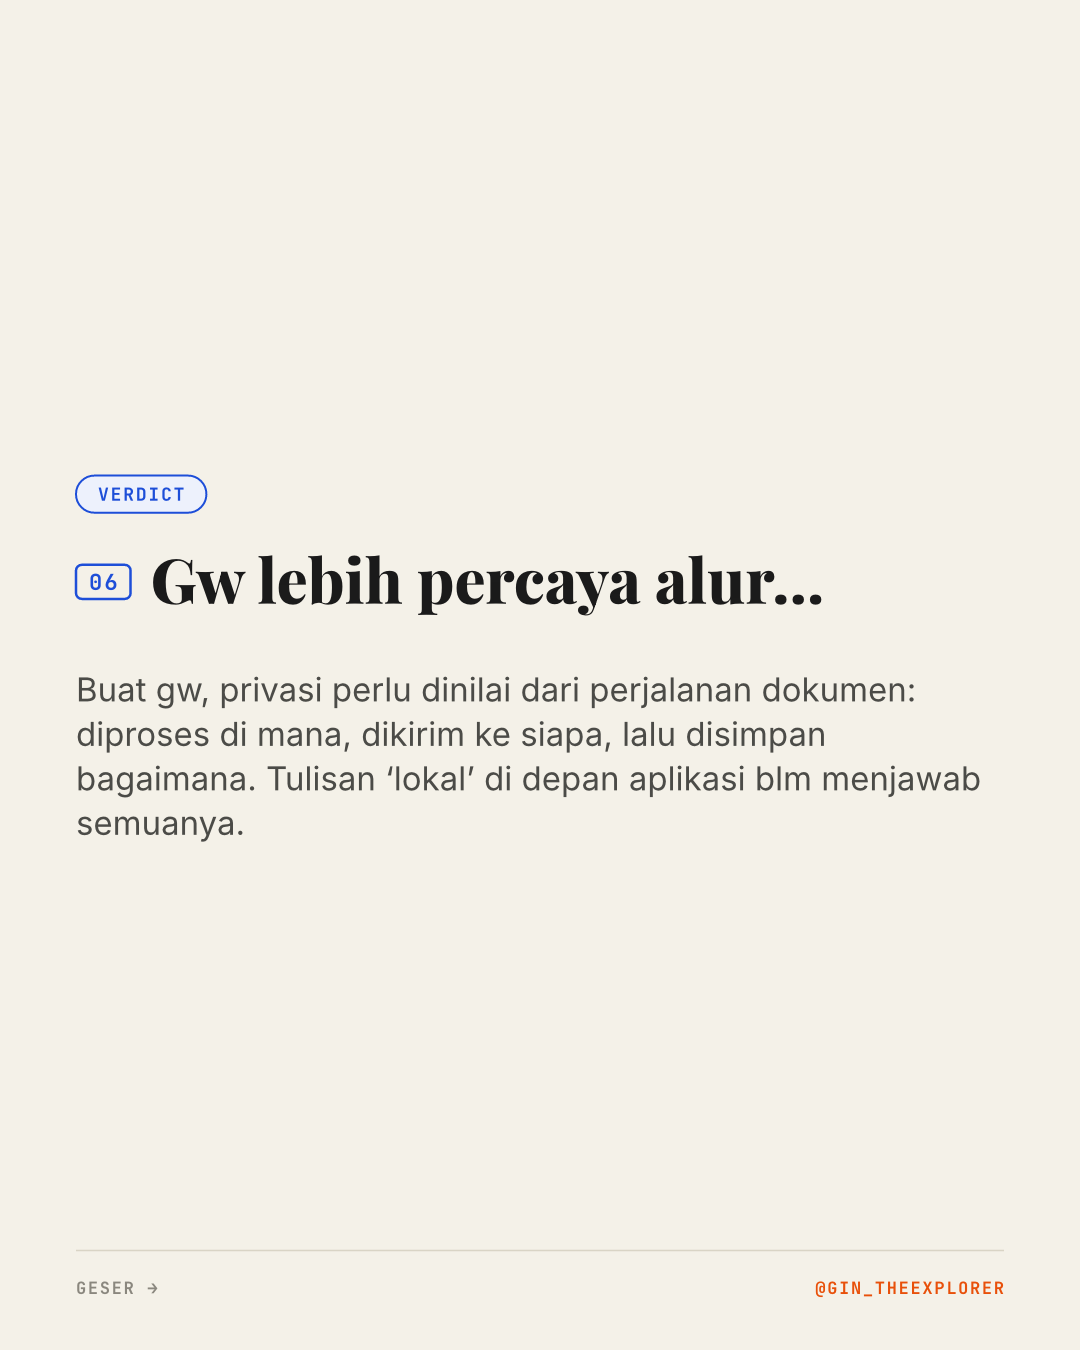 VERDICT
06 Gw lebih percaya alur...
Buat gw, privasi perlu dinilai dari perjalanan dokumen:
diproses di mana, dikirim ke siapa, lalu disimpan
bagaimana. Tulisan ‘lokal’ di depan aplikasi blm menjawab
semuanya.
GESER →
@GIN_THEEXPLORER